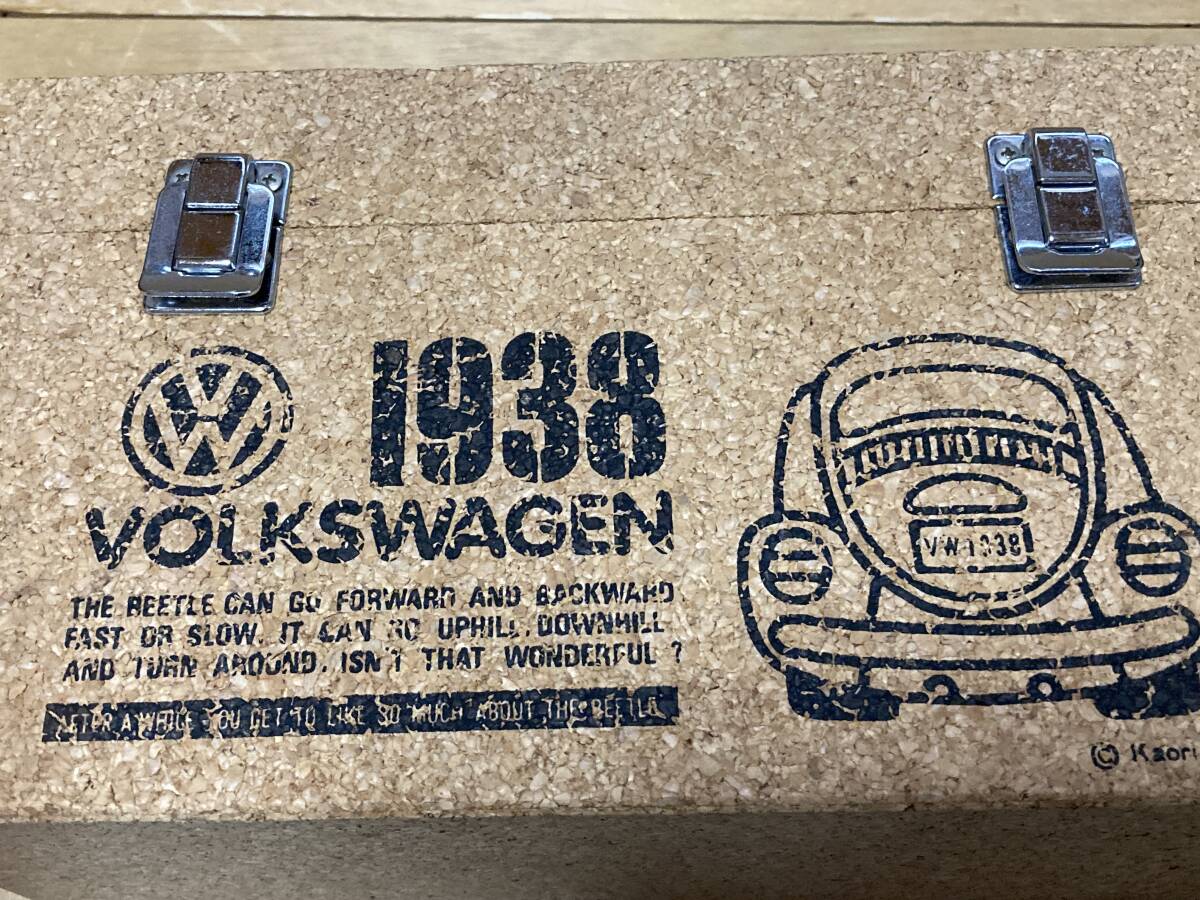 1938
VOLKSWAGEN
THE BEETLE CAN GO FORWARD AND BACKWARD,
FAST OR SLOW. IT CAN GO UPHILL, DOWNHILL
AND TURN AROUND. ISN'T THAT WONDERFUL ?
AFTER A WHILE YOU GET TO LIKE SO MUCH ABOUT THE BEETLE.
VW-1938
© Kaori